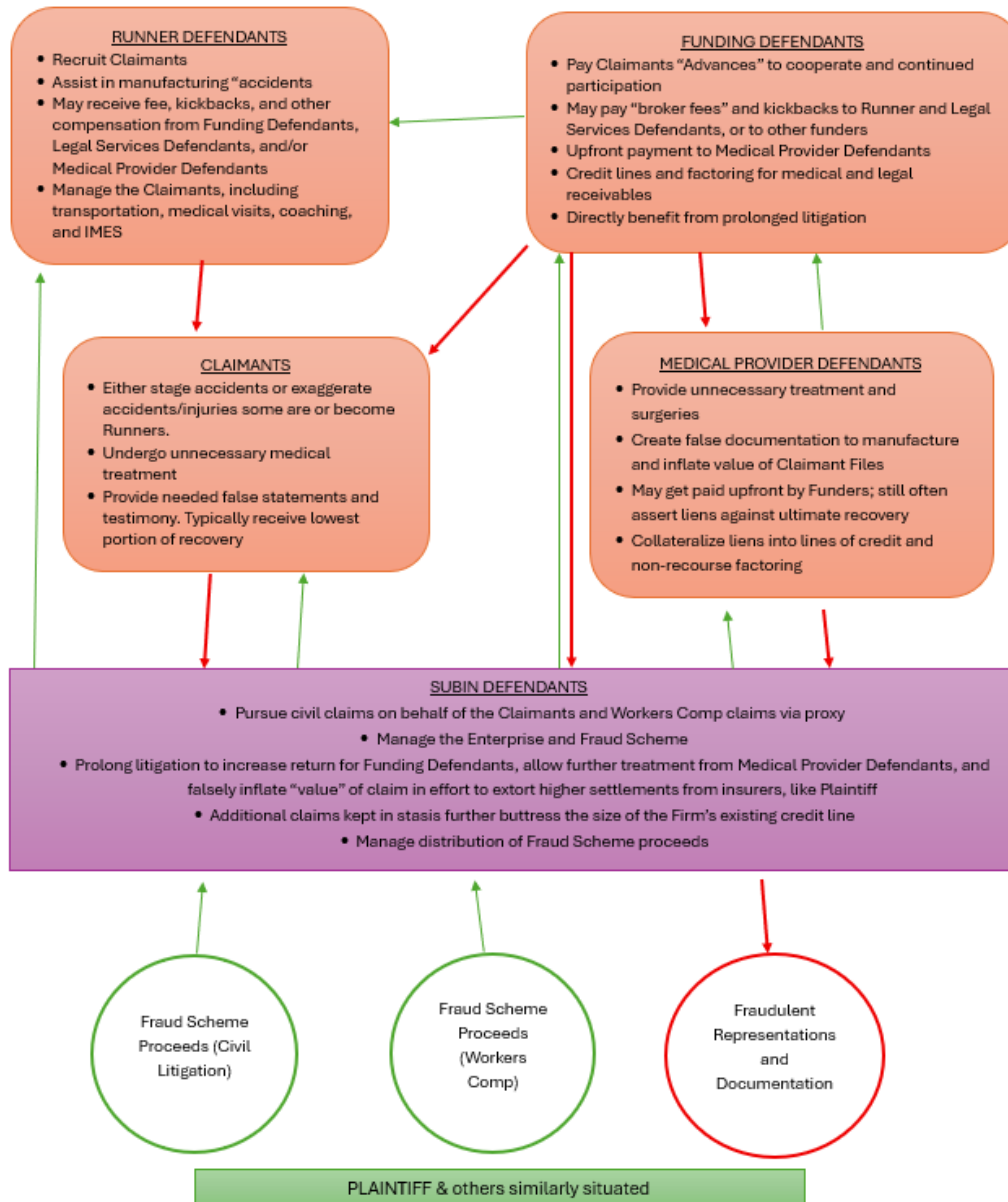 RUNNER DEFENDANTS
• Recruit Claimants
• Assist in manufacturing “accidents
• May receive fee, kickbacks, and other
compensation from Funding Defendants,
Legal Services Defendants, and/or
Medical Provider Defendants
• Manage the Claimants, including
transportation, medical visits, coaching,
and IMES
FUNDING DEFENDANTS
• Pay Claimants “Advances” to cooperate and continued
participation
• May pay “broker fees” and kickbacks to Runner and Legal
Services Defendants, or to other funders
• Upfront payment to Medical Provider Defendants
• Credit lines and factoring for medical and legal
receivables
• Directly benefit from prolonged litigation
CLAIMANTS
• Either stage accidents or exaggerate
accidents/injuries some are or become
Runners.
• Undergo unnecessary medical
treatment
• Provide needed false statements and
testimony. Typically receive lowest
portion of recovery
MEDICAL PROVIDER DEFENDANTS
• Provide unnecessary treatment and
surgeries
• Create false documentation to manufacture
and inflate value of Claimant Files
• May get paid upfront by Funders; still often
assert liens against ultimate recovery
• Collateralize liens into lines of credit and
non-recourse factoring
SUBIN DEFENDANTS
• Pursue civil claims on behalf of the Claimants and Workers Comp claims via proxy
• Manage the Enterprise and Fraud Scheme
• Prolong litigation to increase return for Funding Defendants, allow further treatment from Medical Provider Defendants, and
falsely inflate “value” of claim in effort to extort higher settlements from insurers, like Plaintiff
• Additional claims kept in stasis further buttress the size of the Firm’s existing credit line
• Manage distribution of Fraud Scheme proceeds
Fraud Scheme
Proceeds (Civil
Litigation)
Fraud Scheme
Proceeds
(Workers
Comp)
Fraudulent
Representations
and
Documentation
PLAINTIFF & others similarly situated